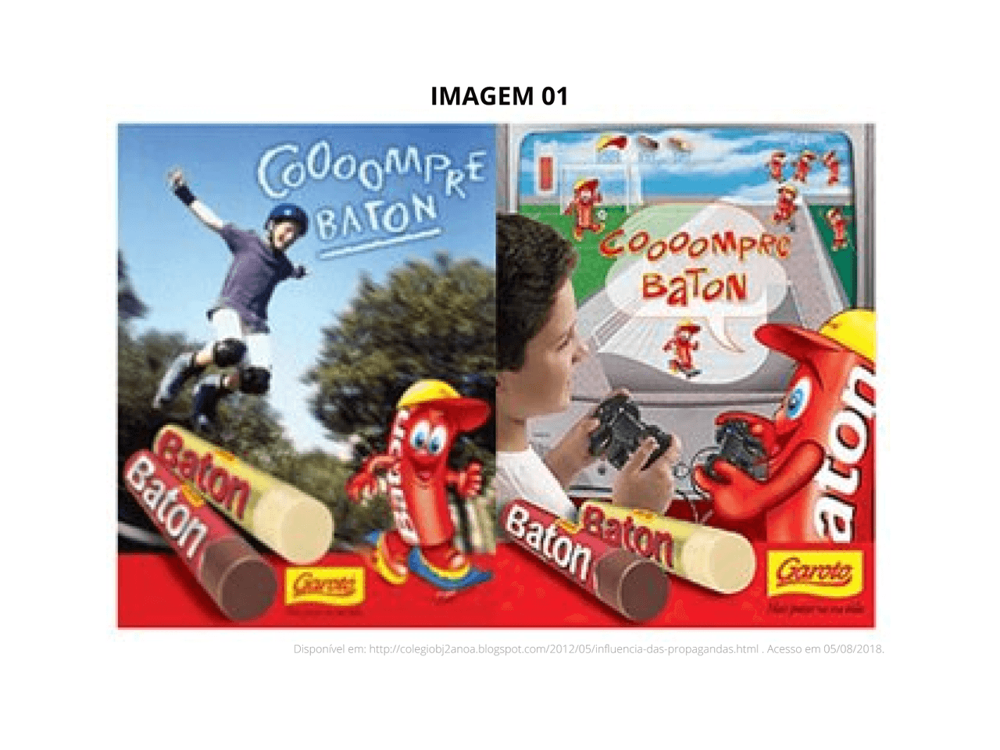 IMAGEM 01
COOOOMPRE
BATON
Baton
Baton
Garoto
COOOOMPRE
BaTON
aton
Baton
Baton
Garoto
Disponível em: http://colegiobj2anoa.blogspot.com/2012/05/influencia-das-propagandas.html . Acesso em 05/08/2018.